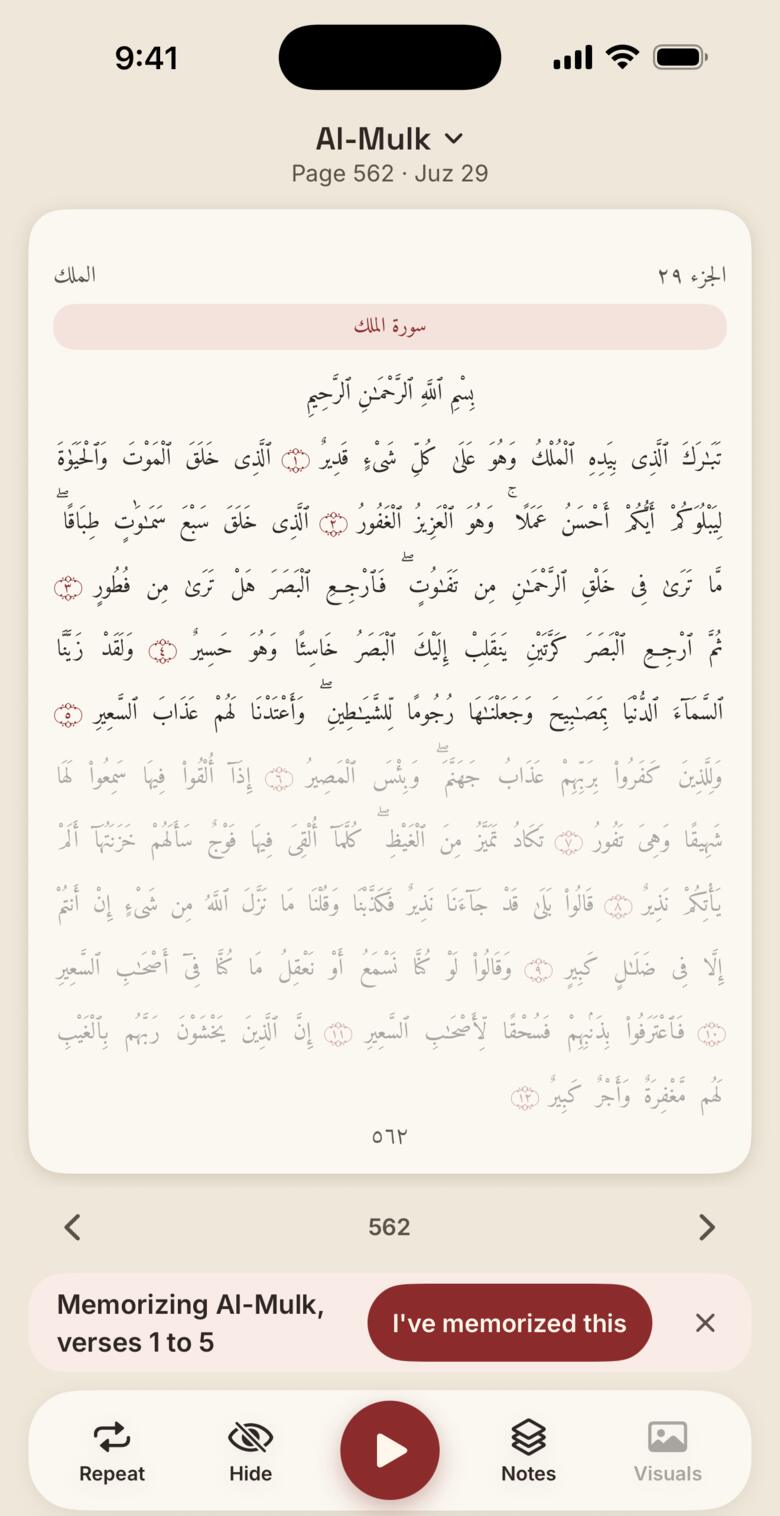 9:41
Al-Mulk
Page 562 · Juz 29
الجزء ٢٩
الملك
سورة الملك
بِسْمِ ٱللَّهِ ٱلرَّحْمَـٰنِ ٱلرَّحِيمِ
تَبَـٰرَكَ ٱلَّذِى بِيَدِهِ ٱلْمُلْكُ وَهُوَ عَلَىٰ كُلِّ شَىْءٍ قَدِيرٌ ١ ٱلَّذِى خَلَقَ ٱلْمَوْتَ وَٱلْحَيَوٰةَ
لِيَبْلُوَكُمْ أَيُّكُمْ أَحْسَنُ عَمَلًا ۚ وَهُوَ ٱلْعَزِيزُ ٱلْغَفُورُ ٢ ٱلَّذِى خَلَقَ سَبْعَ سَمَـٰوَٰتٍ طِبَاقًا ۖ
مَّا تَرَىٰ فِى خَلْقِ ٱلرَّحْمَـٰنِ مِن تَفَـٰوُتٍ ۖ فَٱرْجِعِ ٱلْبَصَرَ هَلْ تَرَىٰ مِن فُطُورٍ ٣
ثُمَّ ٱرْجِعِ ٱلْبَصَرَ كَرَّتَيْنِ يَنقَلِبْ إِلَيْكَ ٱلْبَصَرُ خَاسِئًا وَهُوَ حَسِيرٌ ٤ وَلَقَدْ زَيَّنَّا
ٱلسَّمَآءَ ٱلدُّنْيَا بِمَصَـٰبِيحَ وَجَعَلْنَـٰهَا رُجُومًا لِّلشَّيَـٰطِينِ ۖ وَأَعْتَدْنَا لَهُمْ عَذَابَ ٱلسَّعِيرِ ٥
وَلِلَّذِينَ كَفَرُوا۟ بِرَبِّهِمْ عَذَابُ جَهَنَّمَ ۖ وَبِئْسَ ٱلْمَصِيرُ ٦ إِذَآ أُلْقُوا۟ فِيهَا سَمِعُوا۟ لَهَا
شَهِيقًا وَهِىَ تَفُورُ ٧ تَكَادُ تَمَيَّزُ مِنَ ٱلْغَيْظِ ۖ كُلَّمَآ أُلْقِىَ فِيهَا فَوْجٌ سَأَلَهُمْ خَزَنَتُهَآ أَلَمْ
يَأْتِكُمْ نَذِيرٌ ٨ قَالُوا۟ بَلَىٰ قَدْ جَآءَنَا نَذِيرٌ فَكَذَّبْنَا وَقُلْنَا مَا نَزَّلَ ٱللَّهُ مِن شَىْءٍ إِنْ أَنتُمْ
إِلَّا فِى ضَلَـٰلٍ كَبِيرٍ ٩ وَقَالُوا۟ لَوْ كُنَّا نَسْمَعُ أَوْ نَعْقِلُ مَا كُنَّا فِىٓ أَصْحَـٰبِ ٱلسَّعِيرِ
١٠ فَٱعْتَرَفُوا۟ بِذَنۢبِهِمْ فَسُحْقًا لِّأَصْحَـٰبِ ٱلسَّعِيرِ ١١ إِنَّ ٱلَّذِينَ يَخْشَوْنَ رَبَّهُم بِٱلْغَيْبِ
لَهُم مَّغْفِرَةٌ وَأَجْرٌ كَبِيرٌ ١٢
٥٦٢
562
Memorizing Al-Mulk,
verses 1 to 5
I've memorized this
Repeat
Hide
Notes
Visuals